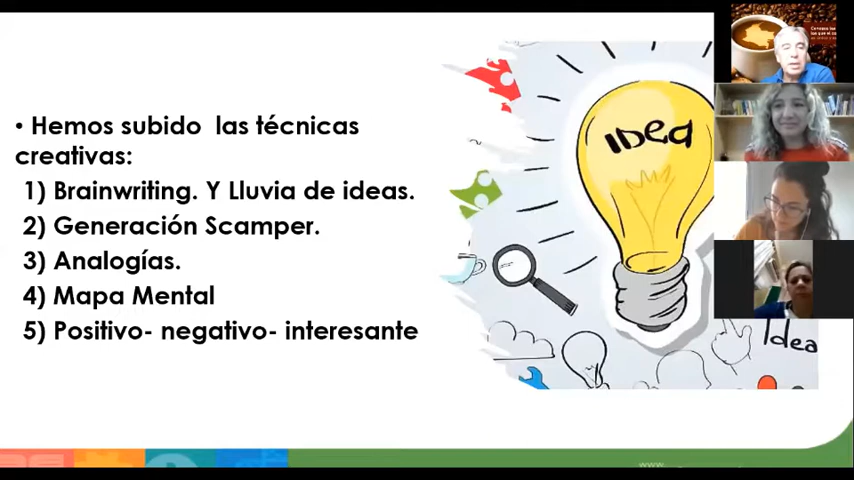 • Hemos subido  las técnicas
creativas:
1) Brainwriting. Y Lluvia de ideas.
2) Generación Scamper.
3) Analogías.
4) Mapa Mental
5) Positivo- negativo- interesante
IDEA
Idea
www.